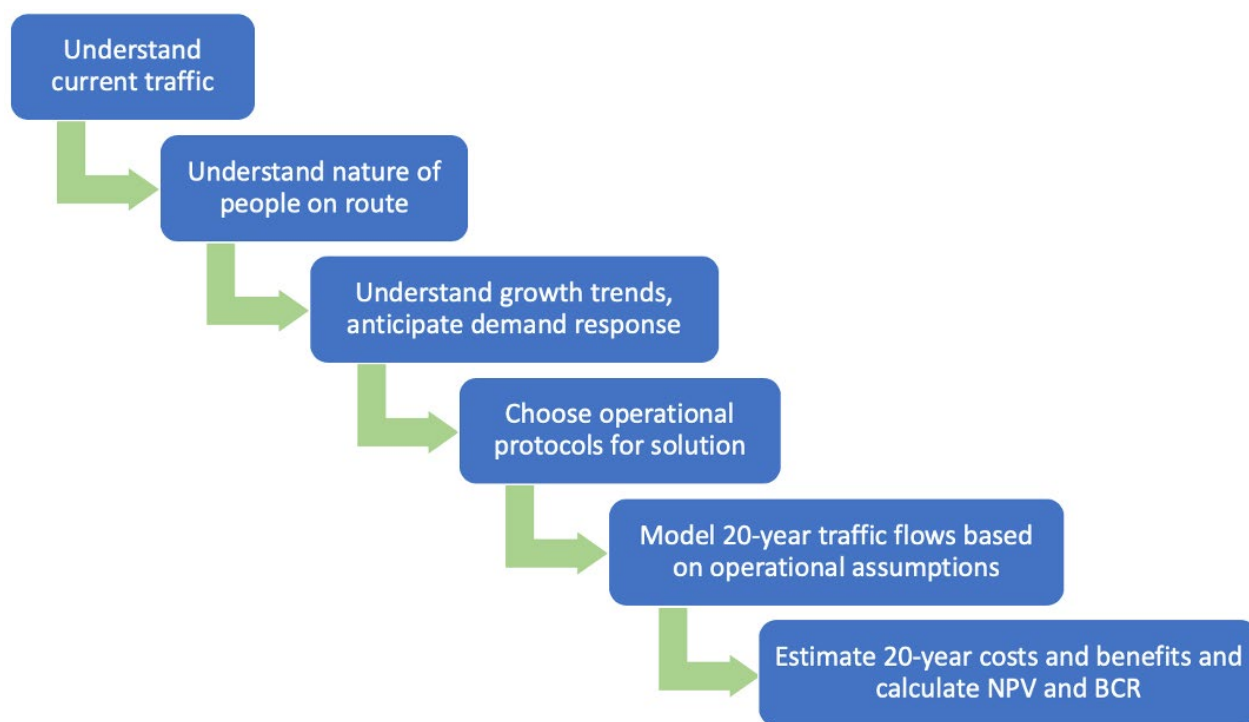 Understand
current traffic
Understand nature of
people on route
Understand growth trends,
anticipate demand response
Choose operational
protocols for solution
Model 20-year traffic flows based
on operational assumptions
Estimate 20-year costs and benefits and
calculate NPV and BCR